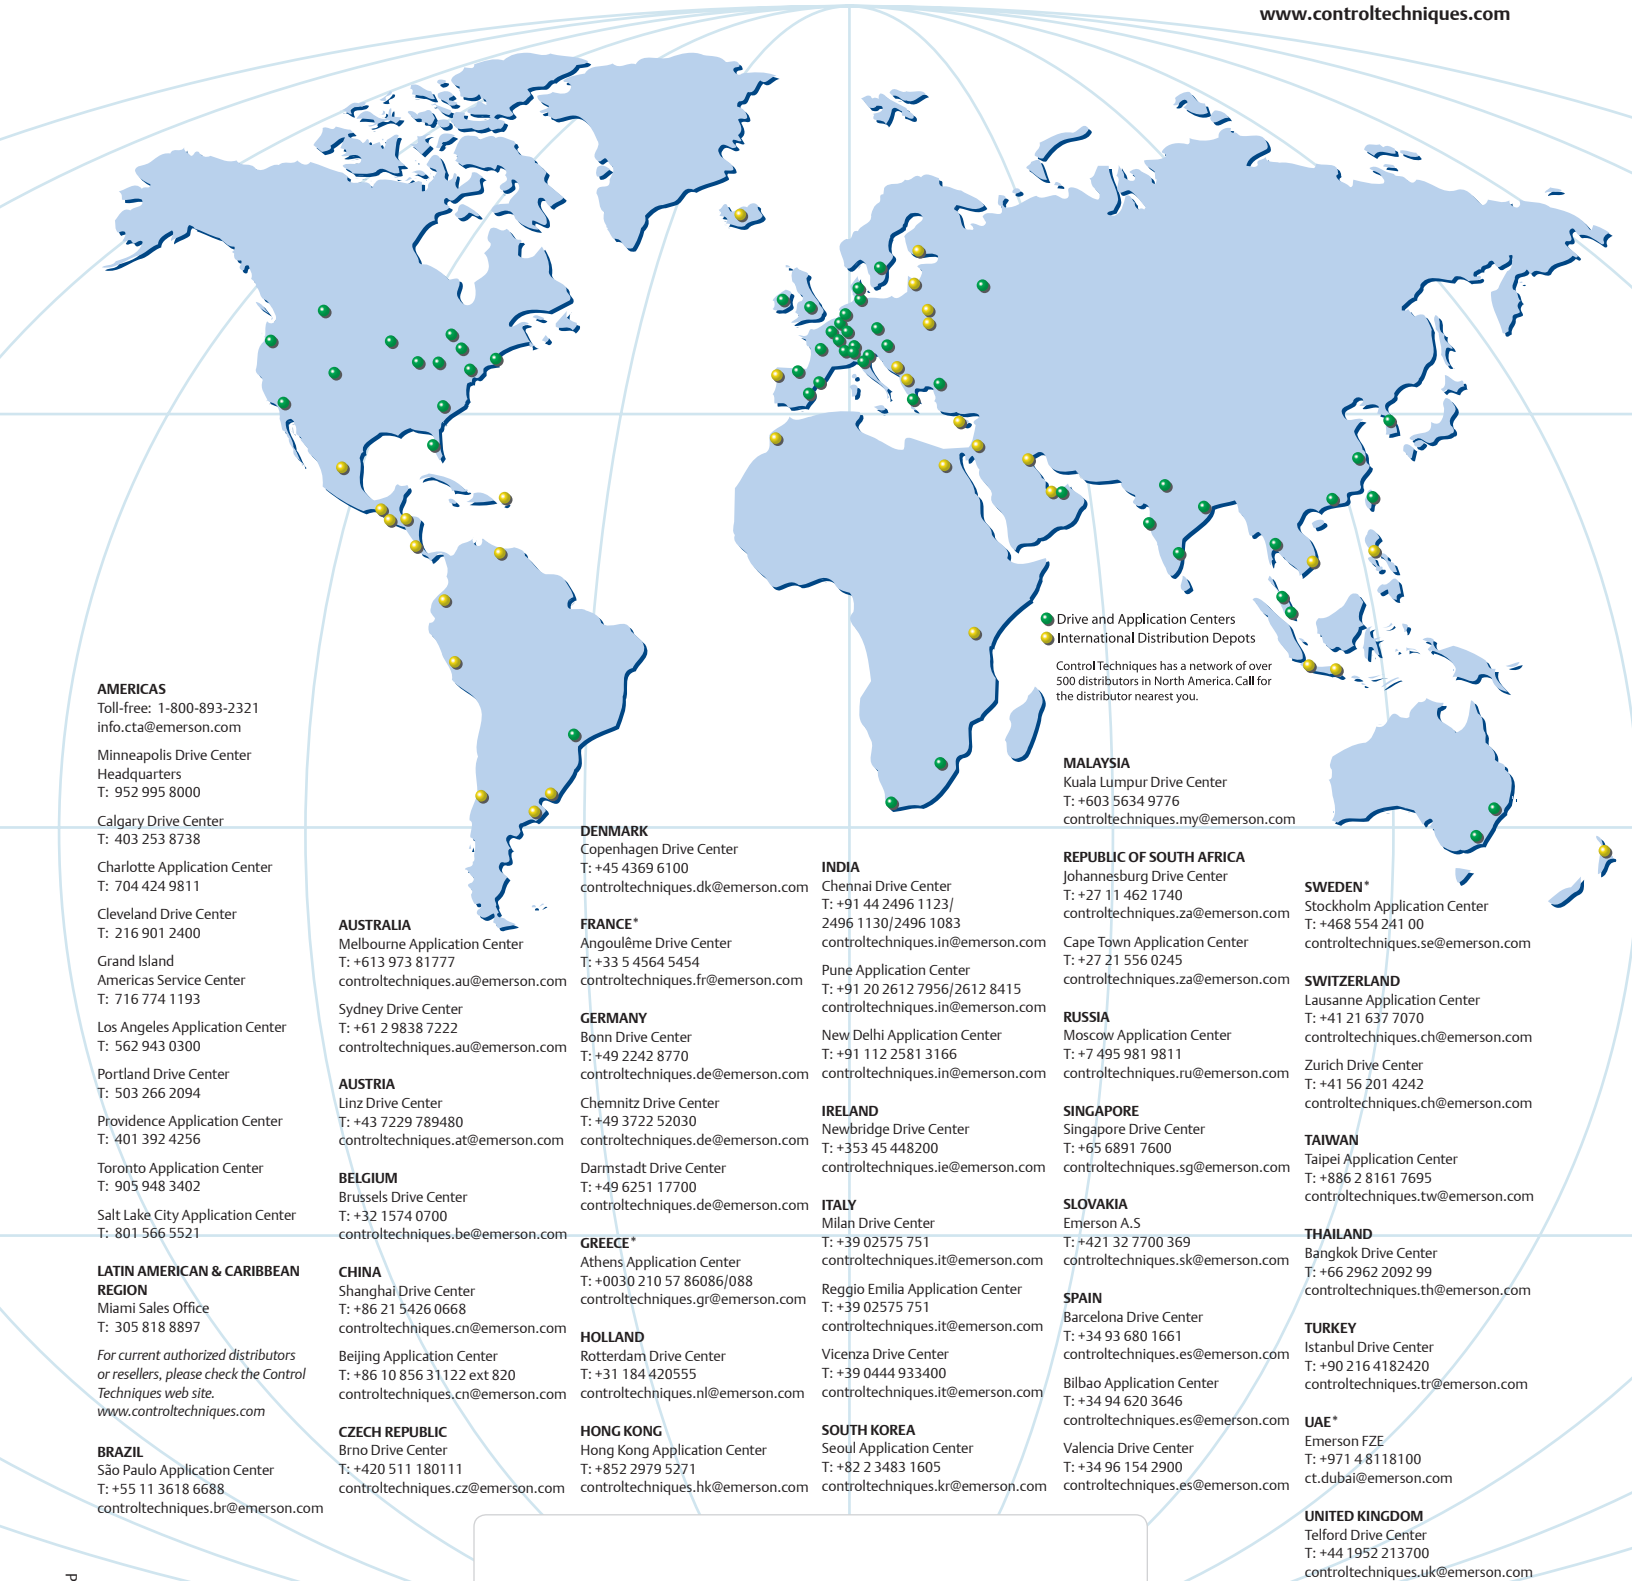 www.controltechniques.com
Drive and Application Centers
International Distribution Depots
Control Techniques has a network of over
500 distributors in North America. Call for
the distributor nearest you.
AMERICAS
Toll-free: 1-800-893-2321
info.cta@emerson.com
Minneapolis Drive Center
Headquarters
T: 952 995 8000
Calgary Drive Center
T: 403 253 8738
Charlotte Application Center
T: 704 424 9811
Cleveland Drive Center
T: 216 901 2400
Grand Island
Americas Service Center
T: 716 774 1193
Los Angeles Application Center
T: 562 943 0300
Portland Drive Center
T: 503 266 2094
Providence Application Center
T: 401 392 4256
Toronto Application Center
T: 905 948 3402
Salt Lake City Application Center
T: 801 566 5521
LATIN AMERICAN & CARIBBEAN
REGION
Miami Sales Office
T: 305 818 8897
For current authorized distributors
or resellers, please check the Control
Techniques web site.
www.controltechniques.com
BRAZIL
São Paulo Application Center
T: +55 11 3618 6688
controltechniques.br@emerson.com
AUSTRALIA
Melbourne Application Center
T: +613 973 81777
controltechniques.au@emerson.com
Sydney Drive Center
T: +61 2 9838 7222
controltechniques.au@emerson.com
AUSTRIA
Linz Drive Center
T: +43 7229 789480
controltechniques.at@emerson.com
BELGIUM
Brussels Drive Center
T: +32 1574 0700
controltechniques.be@emerson.com
CHINA
Shanghai Drive Center
T: +86 21 5426 0668
controltechniques.cn@emerson.com
Beijing Application Center
T: +86 10 856 31122 ext 820
controltechniques.cn@emerson.com
CZECH REPUBLIC
Brno Drive Center
T: +420 511 180111
controltechniques.cz@emerson.com
DENMARK
Copenhagen Drive Center
T: +45 4369 6100
controltechniques.dk@emerson.com
FRANCE*
Angoulême Drive Center
T: +33 5 4564 5454
controltechniques.fr@emerson.com
GERMANY
Bonn Drive Center
T: +49 2242 8770
controltechniques.de@emerson.com
Chemnitz Drive Center
T: +49 3722 52030
controltechniques.de@emerson.com
Darmstadt Drive Center
T: +49 6251 17700
controltechniques.de@emerson.com
GREECE*
Athens Application Center
T: +0030 210 57 86086/088
controltechniques.gr@emerson.com
HOLLAND
Rotterdam Drive Center
T: +31 184 420555
controltechniques.nl@emerson.com
HONG KONG
Hong Kong Application Center
T: +852 2979 5271
controltechniques.hk@emerson.com
INDIA
Chennai Drive Center
T: +91 44 2496 1123/
2496 1130/2496 1083
controltechniques.in@emerson.com
Pune Application Center
T: +91 20 2612 7956/2612 8415
controltechniques.in@emerson.com
New Delhi Application Center
T: +91 112 2581 3166
controltechniques.in@emerson.com
IRELAND
Newbridge Drive Center
T: +353 45 448200
controltechniques.ie@emerson.com
ITALY
Milan Drive Center
T: +39 02575 751
controltechniques.it@emerson.com
Reggio Emilia Application Center
T: +39 02575 751
controltechniques.it@emerson.com
Vicenza Drive Center
T: +39 0444 933400
controltechniques.it@emerson.com
SOUTH KOREA
Seoul Application Center
T: +82 2 3483 1605
controltechniques.kr@emerson.com
MALAYSIA
Kuala Lumpur Drive Center
T: +603 5634 9776
controltechniques.my@emerson.com
REPUBLIC OF SOUTH AFRICA
Johannesburg Drive Center
T: +27 11 462 1740
controltechniques.za@emerson.com
Cape Town Application Center
T: +27 21 556 0245
controltechniques.za@emerson.com
RUSSIA
Moscow Application Center
T: +7 495 981 9811
controltechniques.ru@emerson.com
SINGAPORE
Singapore Drive Center
T: +65 6891 7600
controltechniques.sg@emerson.com
SLOVAKIA
Emerson A.S
T: +421 32 7700 369
controltechniques.sk@emerson.com
SPAIN
Barcelona Drive Center
T: +34 93 680 1661
controltechniques.es@emerson.com
Bilbao Application Center
T: +34 94 620 3646
controltechniques.es@emerson.com
Valencia Drive Center
T: +34 96 154 2900
controltechniques.es@emerson.com
SWEDEN*
Stockholm Application Center
T: +468 554 241 00
controltechniques.se@emerson.com
SWITZERLAND
Lausanne Application Center
T: +41 21 637 7070
controltechniques.ch@emerson.com
Zurich Drive Center
T: +41 56 201 4242
controltechniques.ch@emerson.com
TAIWAN
Taipei Application Center
T: +886 2 8161 7695
controltechniques.tw@emerson.com
THAILAND
Bangkok Drive Center
T: +66 2962 2092 99
controltechniques.th@emerson.com
TURKEY
Istanbul Drive Center
T: +90 216 4182420
controltechniques.tr@emerson.com
UAE*
Emerson FZE
T: +971 4 8118100
ct.dubai@emerson.com
UNITED KINGDOM
Telford Drive Center
T: +44 1952 213700
controltechniques.uk@emerson.com
P